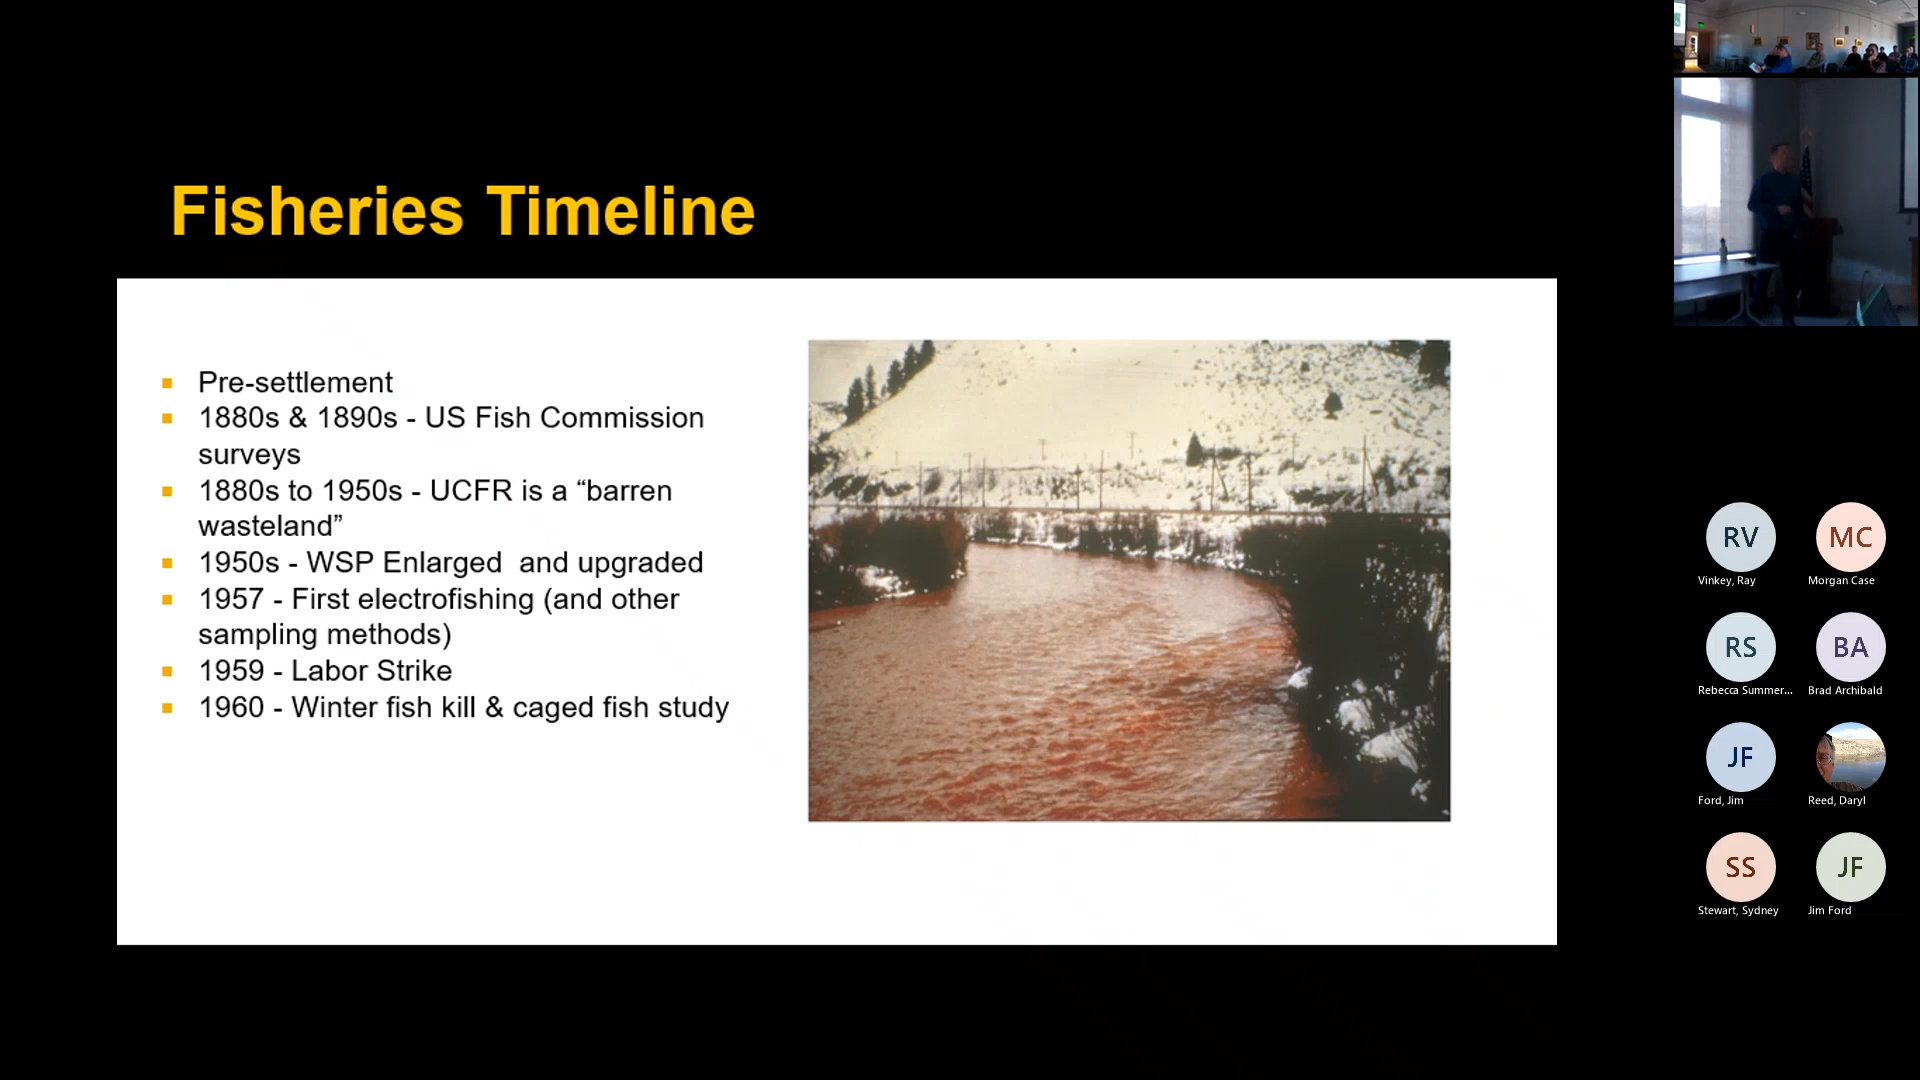 Fisheries Timeline
Pre-settlement
1880s & 1890s - US Fish Commission
surveys
1880s to 1950s - UCFR is a “barren
wasteland”
1950s - WSP Enlarged  and upgraded
1957 - First electrofishing (and other
sampling methods)
1959 - Labor Strike
1960 - Winter fish kill & caged fish study
RV
Vinkey, Ray
MC
Morgan Case
RS
Rebecca Summer...
BA
Brad Archibald
JF
Ford, Jim
Reed, Daryl
SS
Stewart, Sydney
JF
Jim Ford